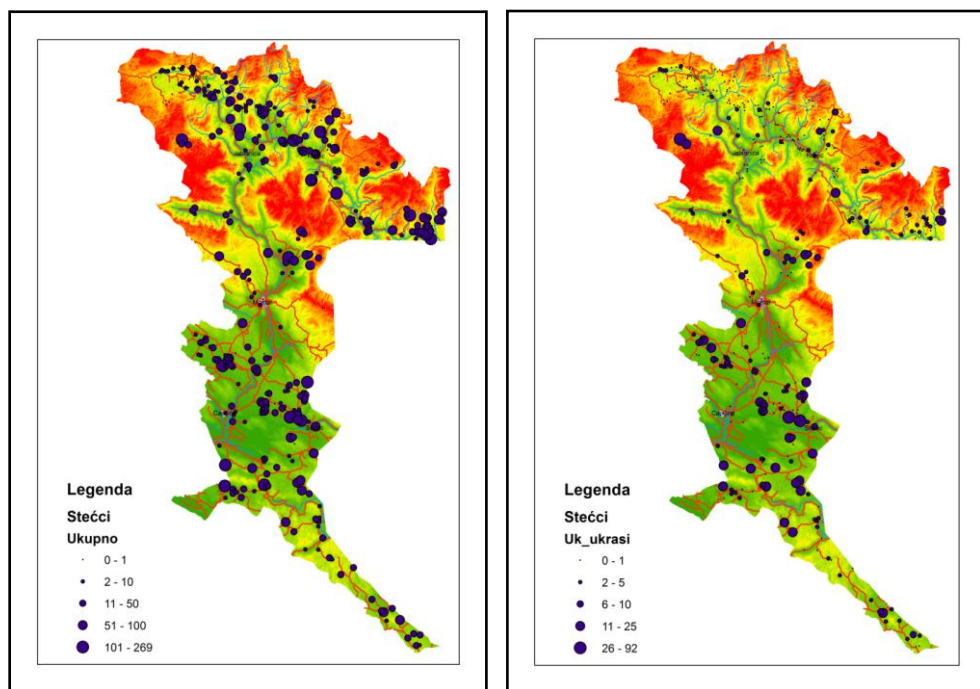 Legenda
Stećci
Ukupno
0 - 1
2 - 10
11 - 50
51 - 100
101 - 269
Legenda
Stećci
Uk_ukrasi
0 - 1
2 - 5
6 - 10
11 - 25
26 - 92